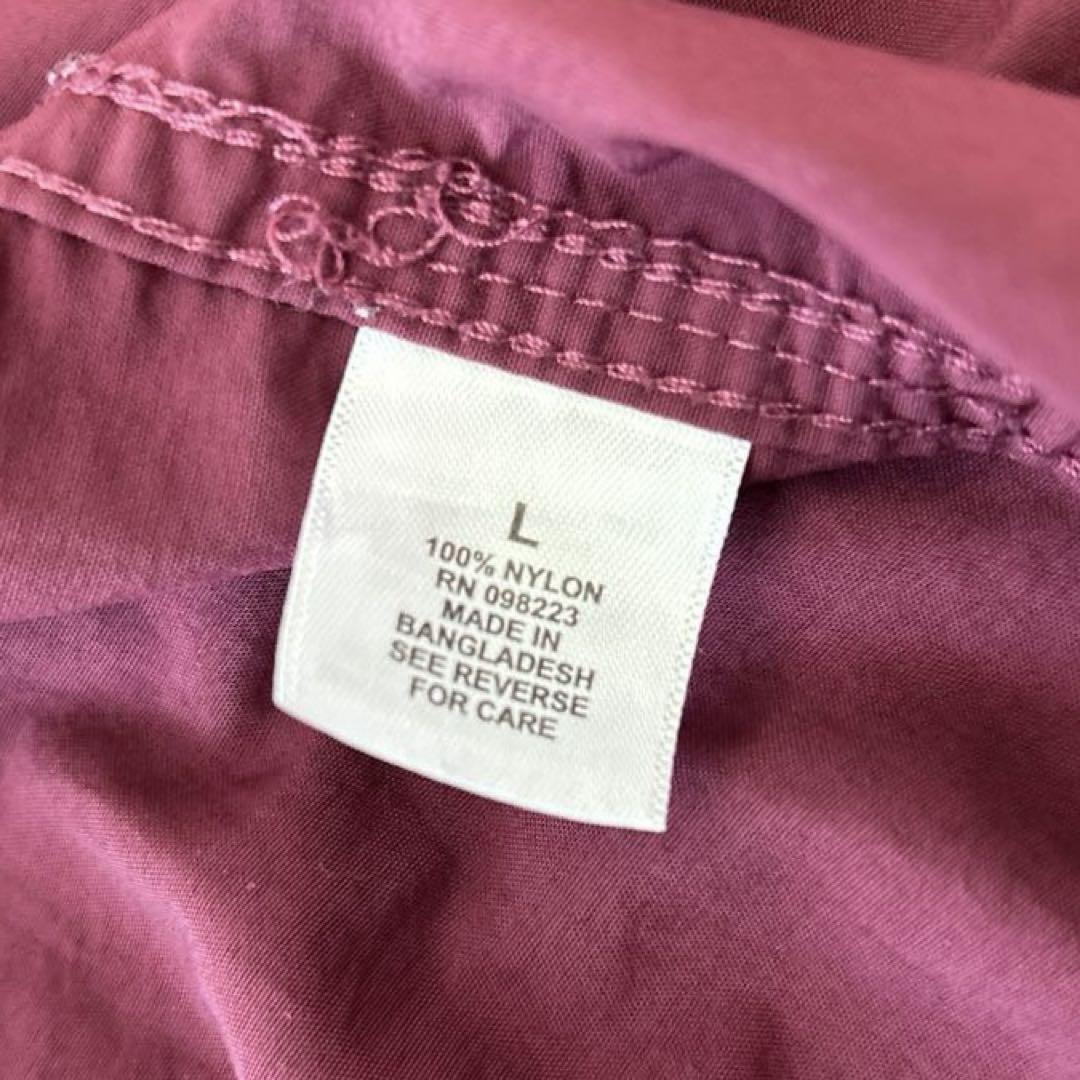 L
100% NYLON
RN 098223
MADE IN
BANGLADESH
SEE REVERSE
FOR CARE